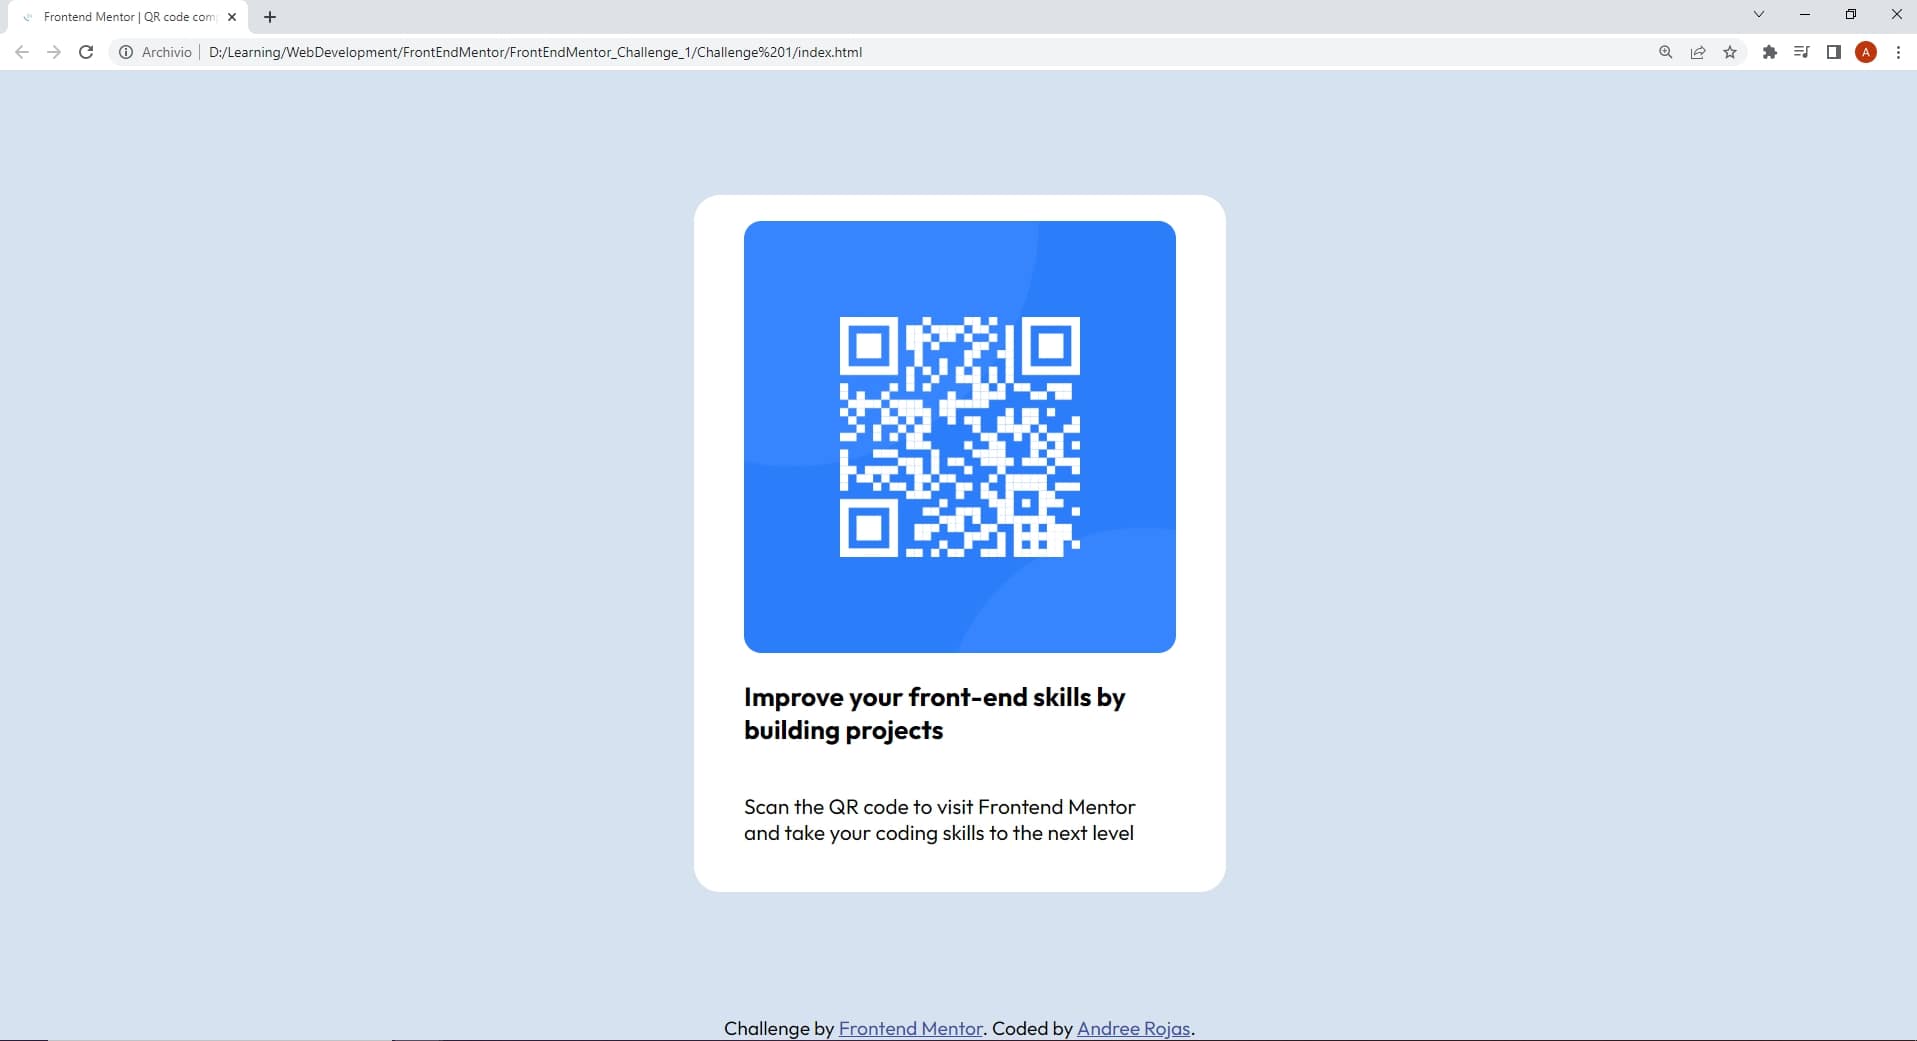 Frontend Mentor | QR code com
Archivio | D:/Learning/WebDevelopment/FrontEndMentor/FrontEndMentor_Challenge_1/Challenge%201/index.html
A
Improve your front-end skills by
building projects
Scan the QR code to visit Frontend Mentor
and take your coding skills to the next level
Challenge by Frontend Mentor. Coded by Andree Rojas.